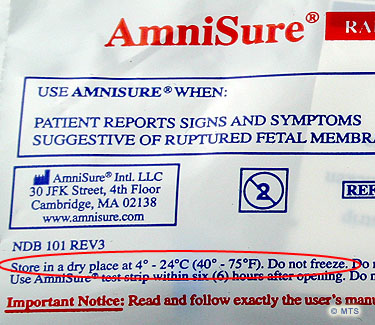 AmniSure®
USE AMNISURE® WHEN:
PATIENT REPORTS SIGNS AND SYMPTOMS
SUGGESTIVE OF RUPTURED FETAL
AmniSure® Intl. LLC
30 JFK Street, 4th Floor
Cambridge, MA 02138
www.amnisure.com
2
REF
NDB 101 REV3
Store in a dry place at 4° - 24°C (40° - 75°F). Do not freeze. Do
Use AmniSure® test strip within six (6) hours after opening. Do
Important Notice: Read and follow exactly the user's
© MTS